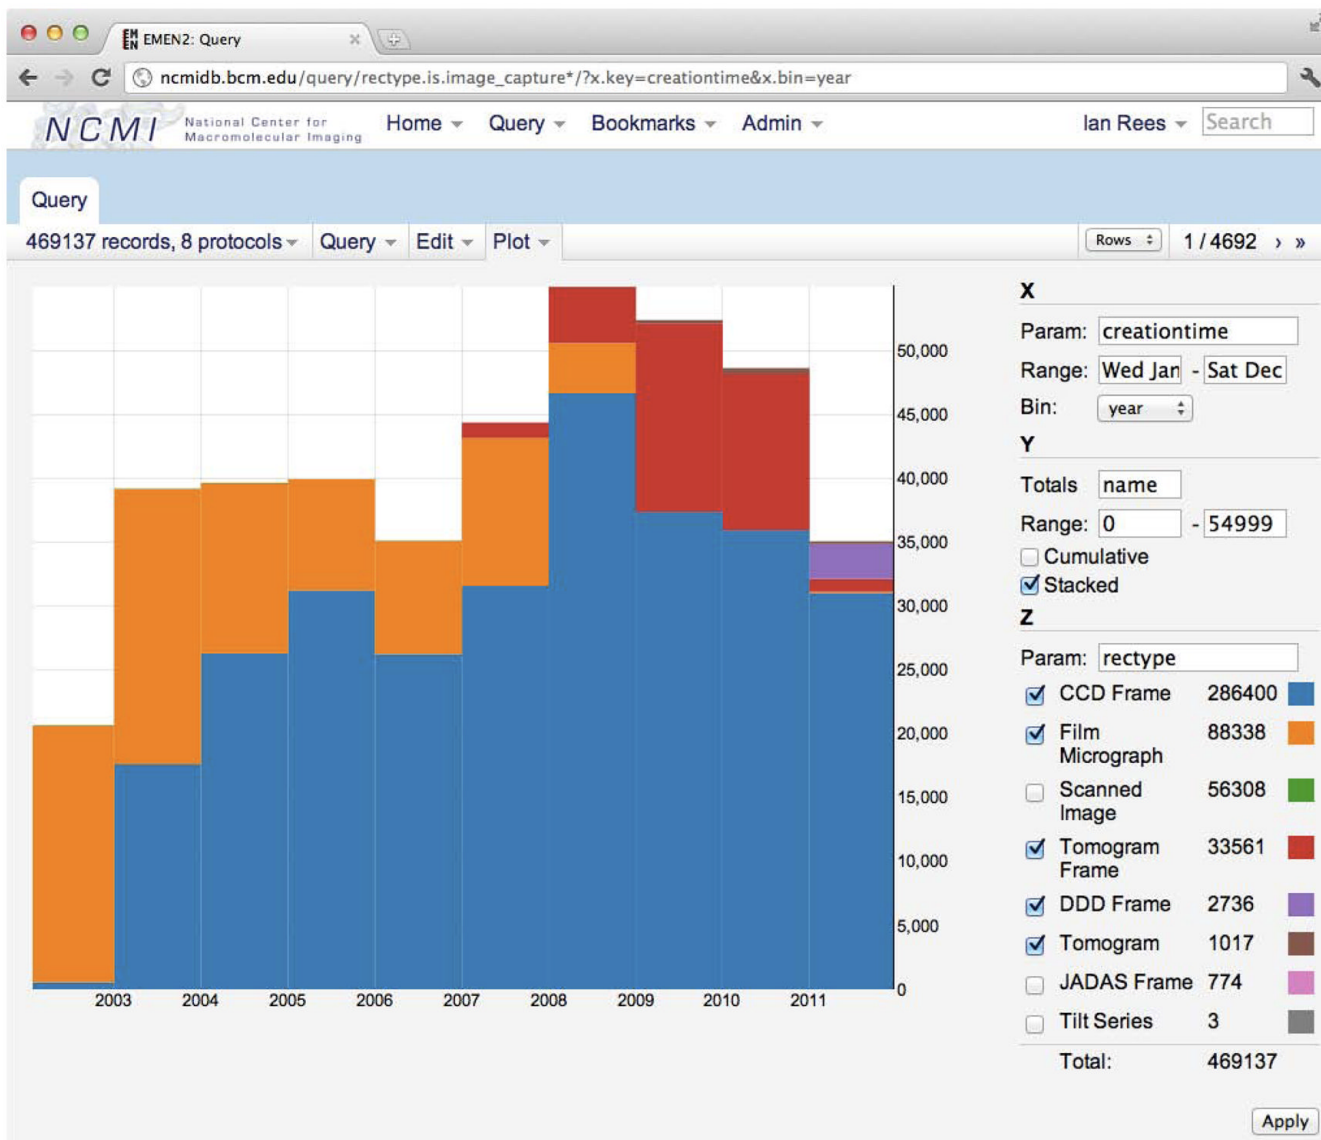 EMEN2: Query
ncmidb.bcm.edu/query/rectype.is.image_capture*/?x.key=creationtime&x.bin=year
NCMI National Center for Macromolecular Imaging Home Query Bookmarks Admin Ian Rees Search
Query
469137 records, 8 protocols Query Edit Plot Rows 1 / 4692 › »
X
Param: creationtime
Range: Wed Jan - Sat Dec
Bin: year
Y
Totals name
Range: 0 - 54999
Cumulative
Stacked
Z
Param: rectype
CCD Frame 286400
Film Micrograph 88338
Scanned Image 56308
Tomogram Frame 33561
DDD Frame 2736
Tomogram 1017
JADAS Frame 774
Tilt Series 3
Total: 469137
Apply
50,000
45,000
40,000
35,000
30,000
25,000
20,000
15,000
10,000
5,000
0
2003 2004 2005 2006 2007 2008 2009 2010 2011